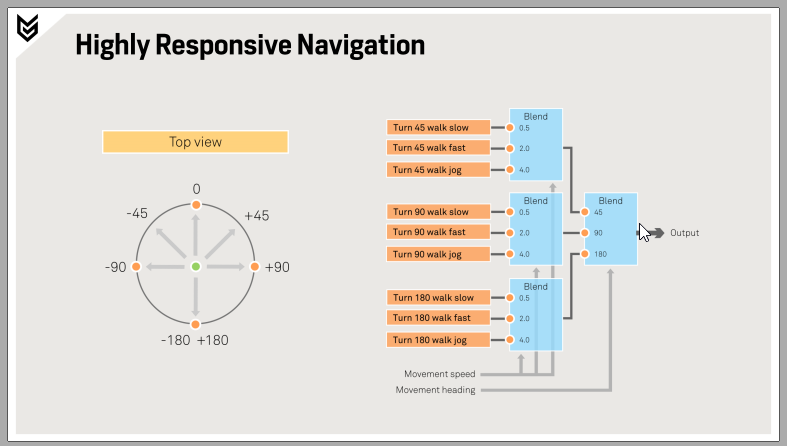 Highly Responsive Navigation
Top view
0
-45
+45
-90
+90
-180 +180
Blend
Turn 45 walk slow 0.5
Turn 45 walk fast 2.0
Turn 45 walk jog 4.0
Blend
Turn 90 walk slow 0.5
Turn 90 walk fast 2.0
Turn 90 walk jog 4.0
Blend
Turn 180 walk slow 0.5
Turn 180 walk fast 2.0
Turn 180 walk jog 4.0
Blend
45
90
180
Output
Movement speed
Movement heading